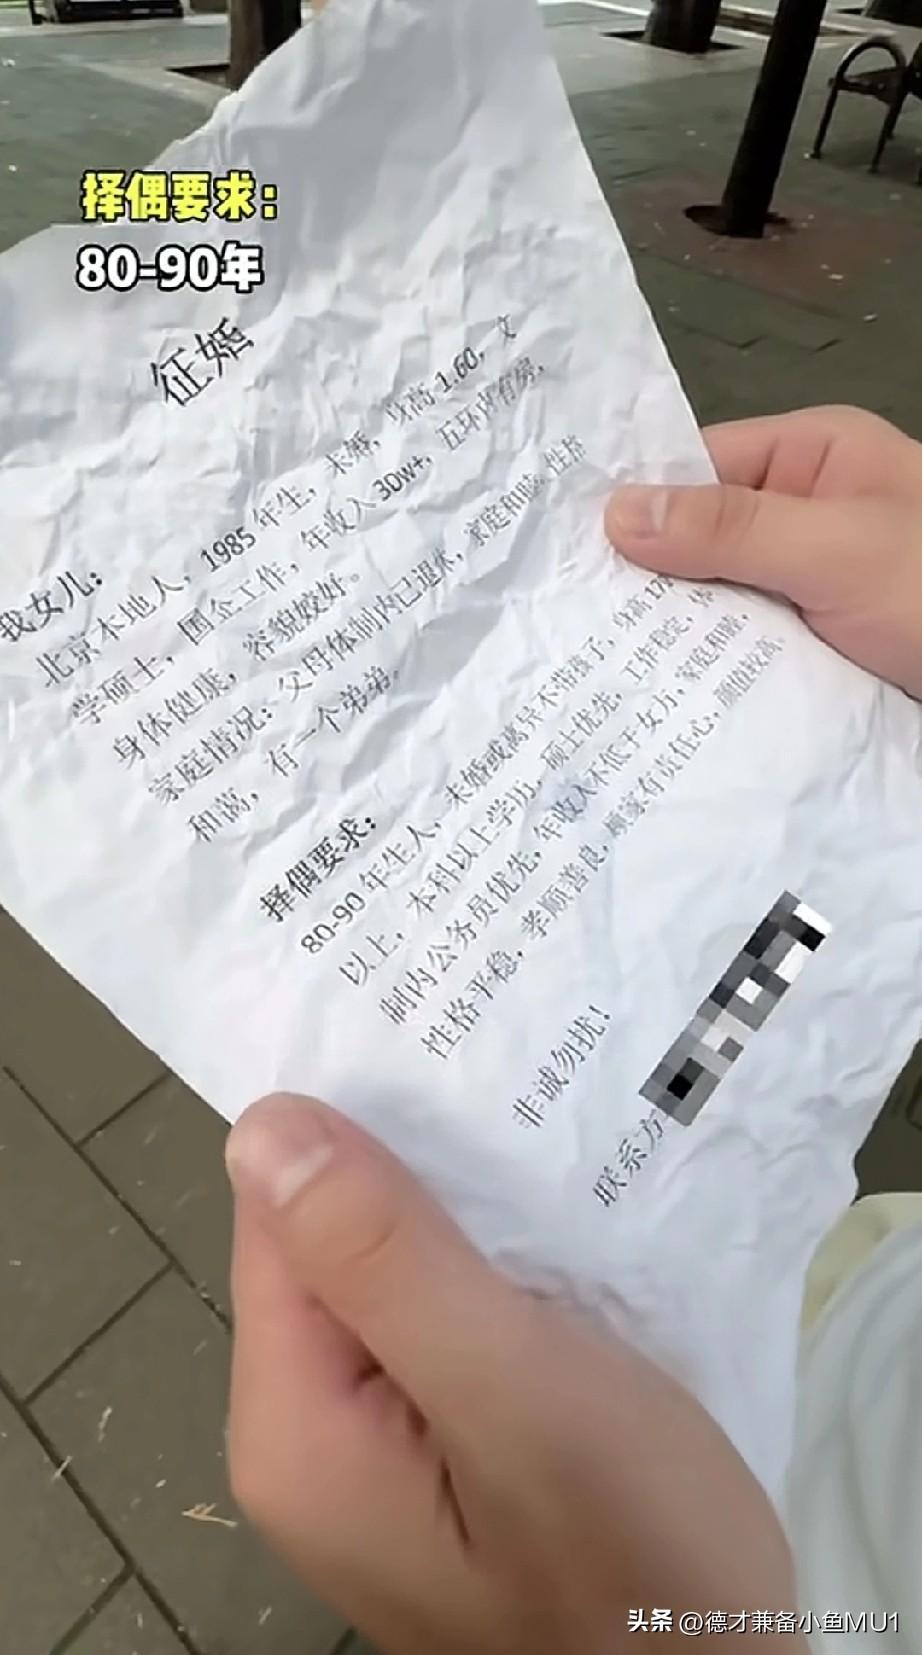 择偶要求：
80-90年
征婚
我女儿：
北京本地人，1985年生，未婚，身高1.60，文
学硕士，国企工作，年收入30w+，五环内有房，
身体健康，容貌姣好。
家庭情况：父母体制内已退休，家庭和睦，性格
和蔼，有一个弟弟。
择偶要求：
80-90年生人，未婚或离异不带孩子，身高
以上，本科以上学历，硕士优先，工作稳定，体
制内公务员优先，年收入不低于女方，家庭和睦，
性格平稳，孝顺善良，顾家有责任心，颜值较高。
非诚勿扰！
联系方
头条 @德才兼备小鱼MU1